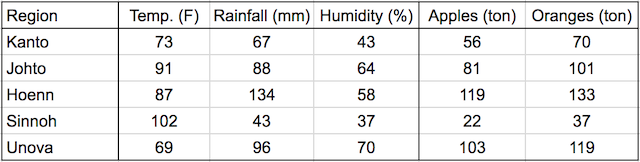 Region Temp. (F) Rainfall (mm) Humidity (%) Apples (ton) Oranges (ton)
Kanto 73 67 43 56 70
Johto 91 88 64 81 101
Hoenn 87 134 58 119 133
Sinnoh 102 43 37 22 37
Unova 69 96 70 103 119